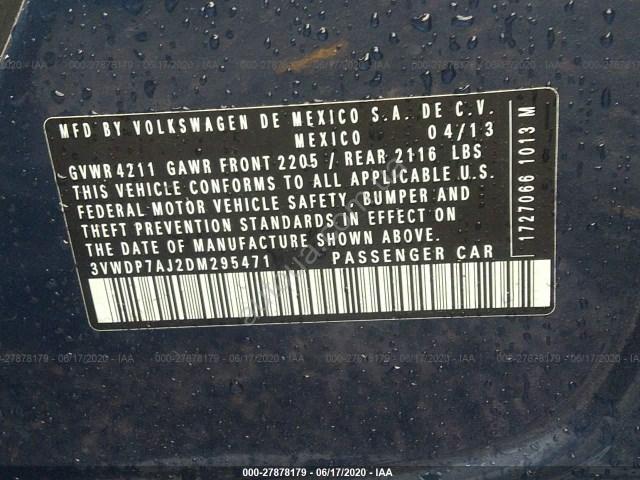 MFD BY VOLKSWAGEN DE MEXICO S.A. DE C.V.
MEXICO 04/13
GVWR 4211 GAWR FRONT 2205 / REAR 2116 LBS
THIS VEHICLE CONFORMS TO ALL APPLICABLE U.S.
FEDERAL MOTOR VEHICLE SAFETY, BUMPER AND
THEFT PREVENTION STANDARDS IN EFFECT ON
THE DATE OF MANUFACTURE SHOWN ABOVE.
3VWDP7AJ2DM295471 PASSENGER CAR
1727066 1013 M
000-27878179 - 06/17/2020 - IAA